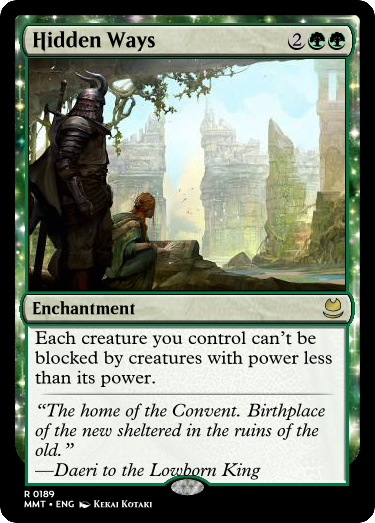 Hidden Ways 2
Enchantment
Each creature you control can't be
blocked by creatures with power less
than its power.
“The home of the Convent. Birthplace
of the new sheltered in the ruins of the
old.”
—Daeri to the Lowborn King
R 0189
MMT • ENG Kekai Kotaki